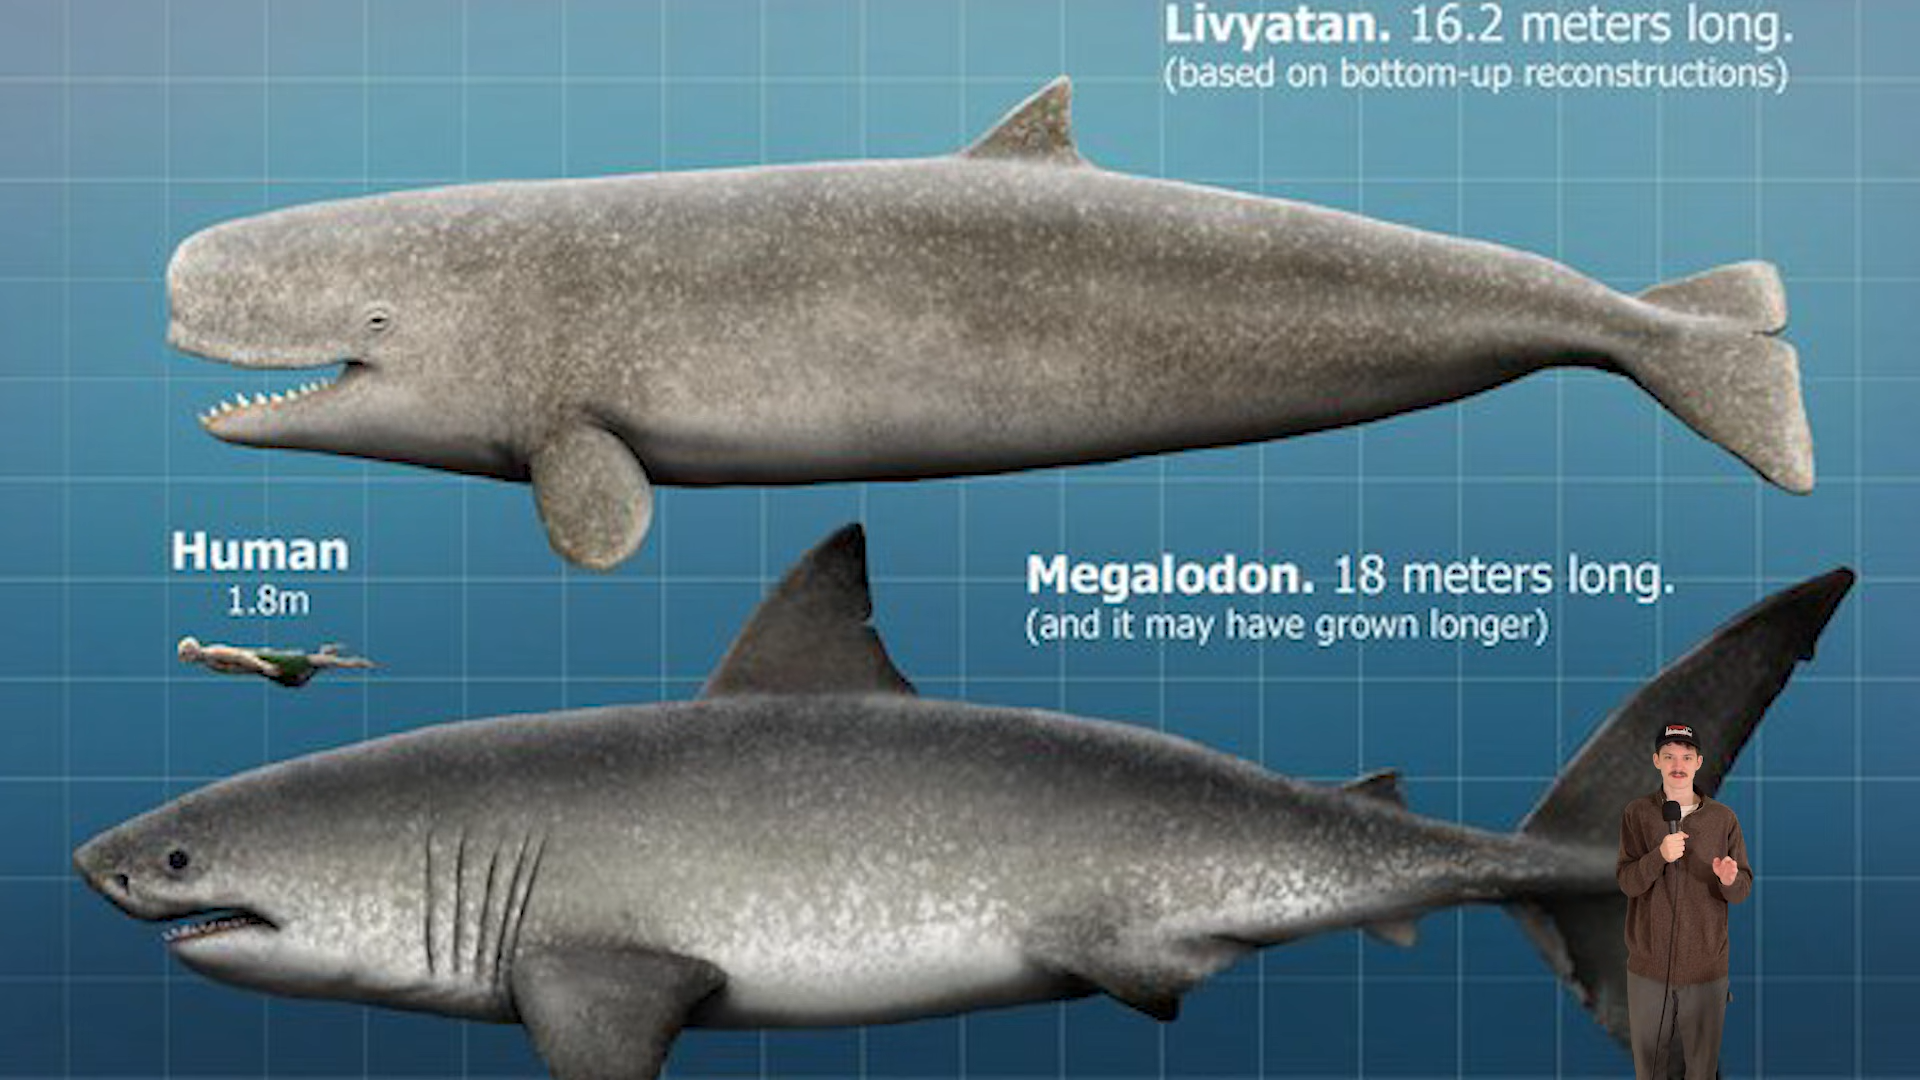 Livyatan. 16.2 meters long.
(based on bottom-up reconstructions)
Human
1.8m
Megalodon. 18 meters long.
(and it may have grown longer)